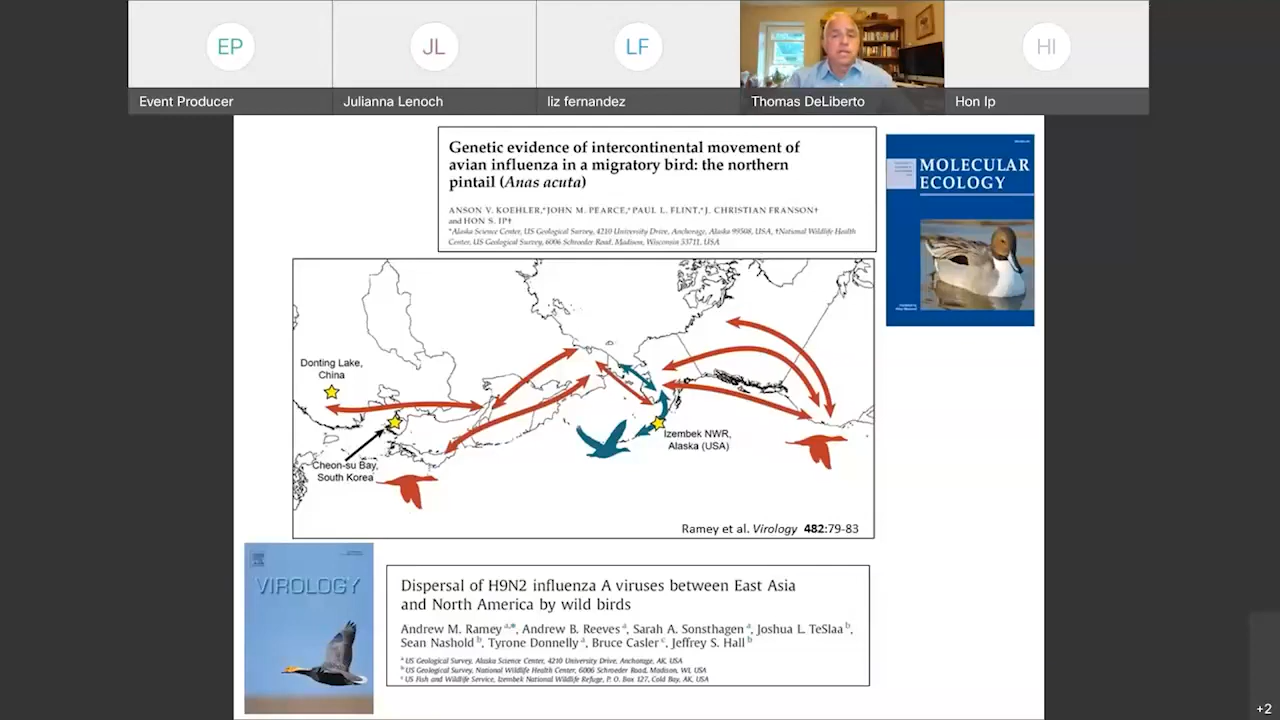 EP
JL
LF
HI
Event Producer
Julianna Lenoch
liz fernandez
Thomas DeLiberto
Hon Ip
Genetic evidence of intercontinental movement of
avian influenza in a migratory bird: the northern
pintail (Anas acuta)
ANSON V. KOEHLER,* JOHN M. PEARCE,* PAUL L. FLINT,* J. CHRISTIAN FRANSON†
and HON S. IP†
*Alaska Science Center, US Geological Survey, 4210 University Drive, Anchorage, Alaska 99508, USA, †National Wildlife Health
Center, US Geological Survey, 6006 Schroeder Road, Madison, Wisconsin 53711, USA
MOLECULAR
ECOLOGY
Donting Lake,
China
Izembek NWR,
Alaska (USA)
Cheon-su Bay,
South Korea
Ramey et al. Virology 482:79-83
VIROLOGY
Dispersal of H9N2 influenza A viruses between East Asia
and North America by wild birds
Andrew M. Ramey a,*, Andrew B. Reeves a, Sarah A. Sonsthagen a, Joshua L. TeSlaa b,
Sean Nashold b, Tyrone Donnelly a, Bruce Casler c, Jeffrey S. Hall b
a US Geological Survey, Alaska Science Center, 4210 University Drive, Anchorage, AK, USA
b US Geological Survey, National Wildlife Health Center, 6006 Schroeder Road, Madison, WI, USA
c US Fish and Wildlife Service, Izembek National Wildlife Refuge, P. O. Box 127, Cold Bay, AK, USA
+2